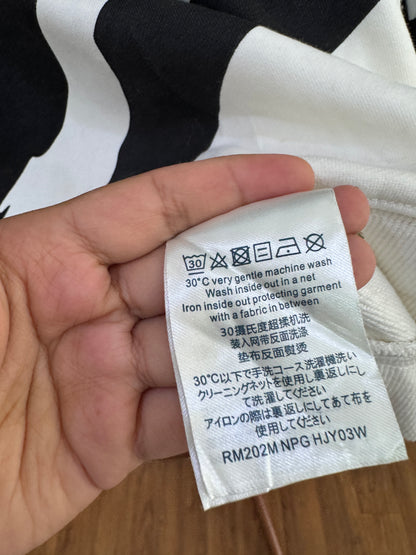 30
30°C very gentle machine wash
Wash inside out in a net
Iron inside out protecting garment
with a fabric in between
30摄氏度超柔机洗
装入网带反面洗涤
垫布反面熨烫
30℃以下で手洗コース洗濯機洗い
クリーニングネットを使用し裏返しにし
て洗濯してください
アイロンの際は裏返しにしてあて布を
使用してください
RM202M NPG HJY03W